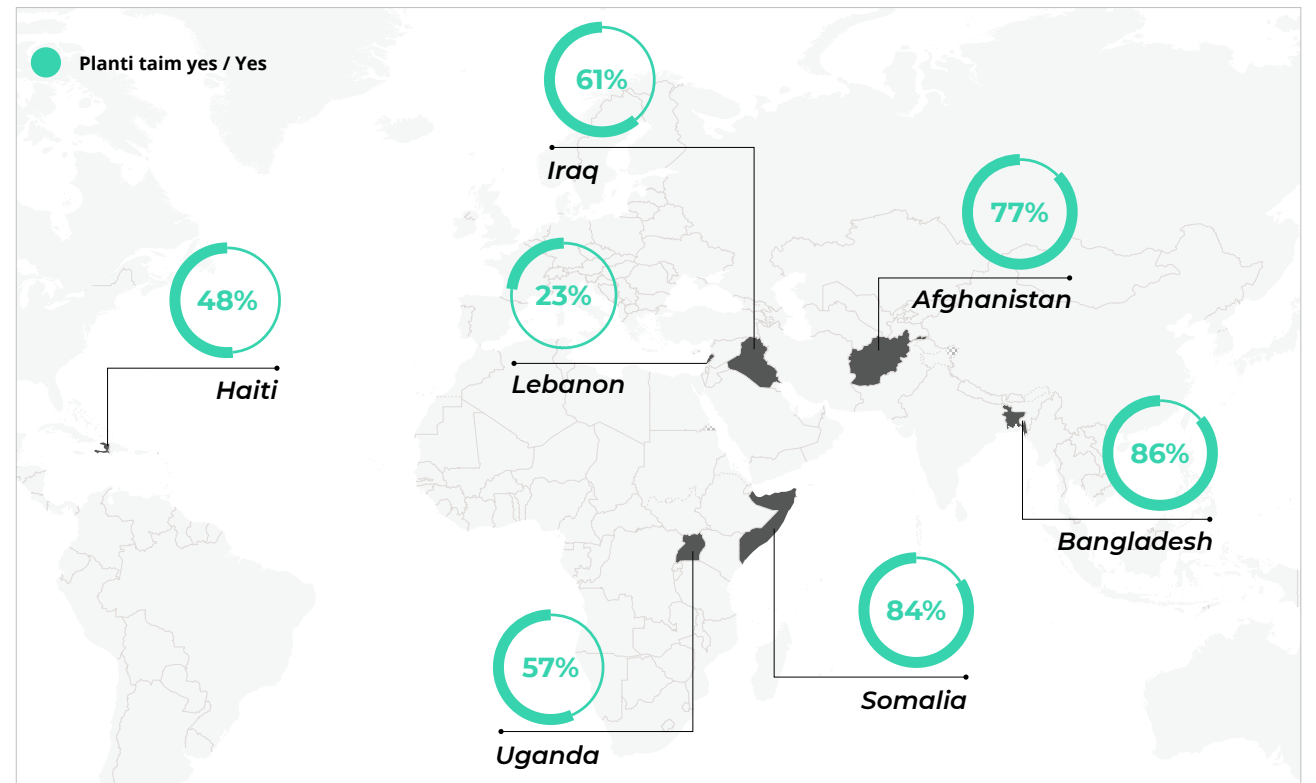 Planti taim yes / Yes
61%
Iraq
77%
Afghanistan
48%
Haiti
23%
Lebanon
86%
Bangladesh
84%
Somalia
57%
Uganda